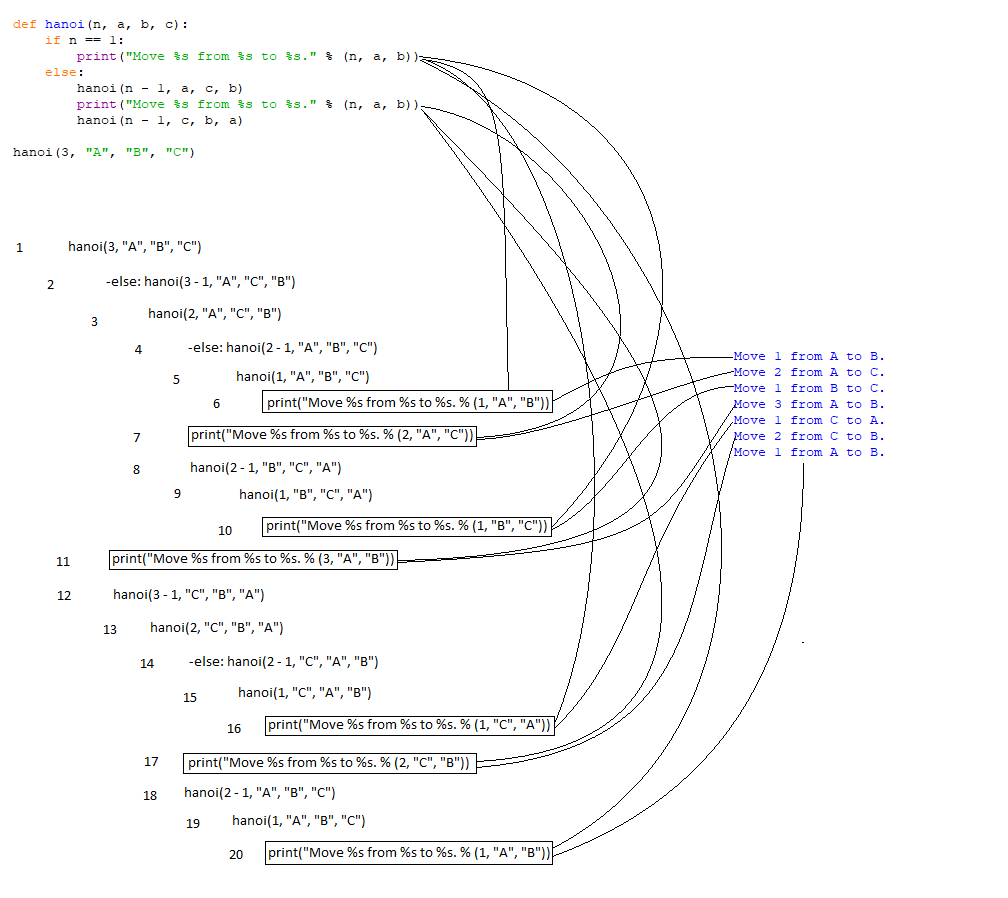 def hanoi(n, a, b, c):
    if n == 1:
        print("Move %s from %s to %s." % (n, a, b))
    else:
        hanoi(n - 1, a, c, b)
        print("Move %s from %s to %s." % (n, a, b))
        hanoi(n - 1, c, b, a)
hanoi(3, "A", "B", "C")
1 hanoi(3, "A", "B", "C")
2 -else: hanoi(3 - 1, "A", "C", "B")
3 hanoi(2, "A", "C", "B")
4 -else: hanoi(2 - 1, "A", "B", "C")
5 hanoi(1, "A", "B", "C")
6 print("Move %s from %s to %s. % (1, "A", "B"))
7 print("Move %s from %s to %s. % (2, "A", "C"))
8 hanoi(2 - 1, "B", "C", "A")
9 hanoi(1, "B", "C", "A")
10 print("Move %s from %s to %s. % (1, "B", "C"))
11 print("Move %s from %s to %s. % (3, "A", "B"))
12 hanoi(3 - 1, "C", "B", "A")
13 hanoi(2, "C", "B", "A")
14 -else: hanoi(2 - 1, "C", "A", "B")
15 hanoi(1, "C", "A", "B")
16 print("Move %s from %s to %s. % (1, "C", "A"))
17 print("Move %s from %s to %s. % (2, "C", "B"))
18 hanoi(2 - 1, "A", "B", "C")
19 hanoi(1, "A", "B", "C")
20 print("Move %s from %s to %s. % (1, "A", "B"))
Move 1 from A to B.
Move 2 from A to C.
Move 1 from B to C.
Move 3 from A to B.
Move 1 from C to A.
Move 2 from C to B.
Move 1 from A to B.